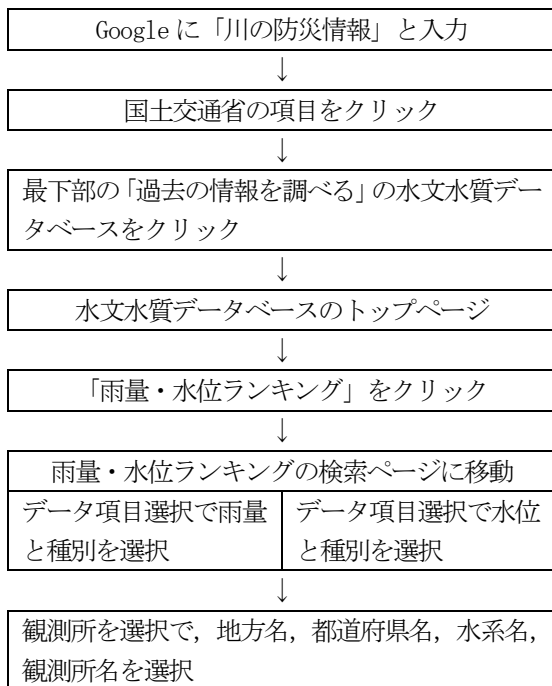 Googleに「川の防災情報」と入力
↓
国土交通省の項目をクリック
↓
最下部の「過去の情報を調べる」の水文水質デー
タベースをクリック
↓
水文水質データベースのトップページ
↓
「雨量・水位ランキング」をクリック
↓
雨量・水位ランキングの検索ページに移動
データ項目選択で雨量
と種別を選択
データ項目選択で水位
と種別を選択
↓
観測所を選択で，地方名，都道府県名，水系名，
観測所名を選択